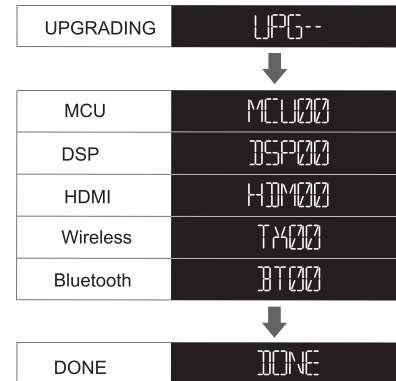 UPGRADING UPG--
MCU MCU00
DSP DSP00
HDMI HDM00
Wireless TX00
Bluetooth BT00
DONE DONE